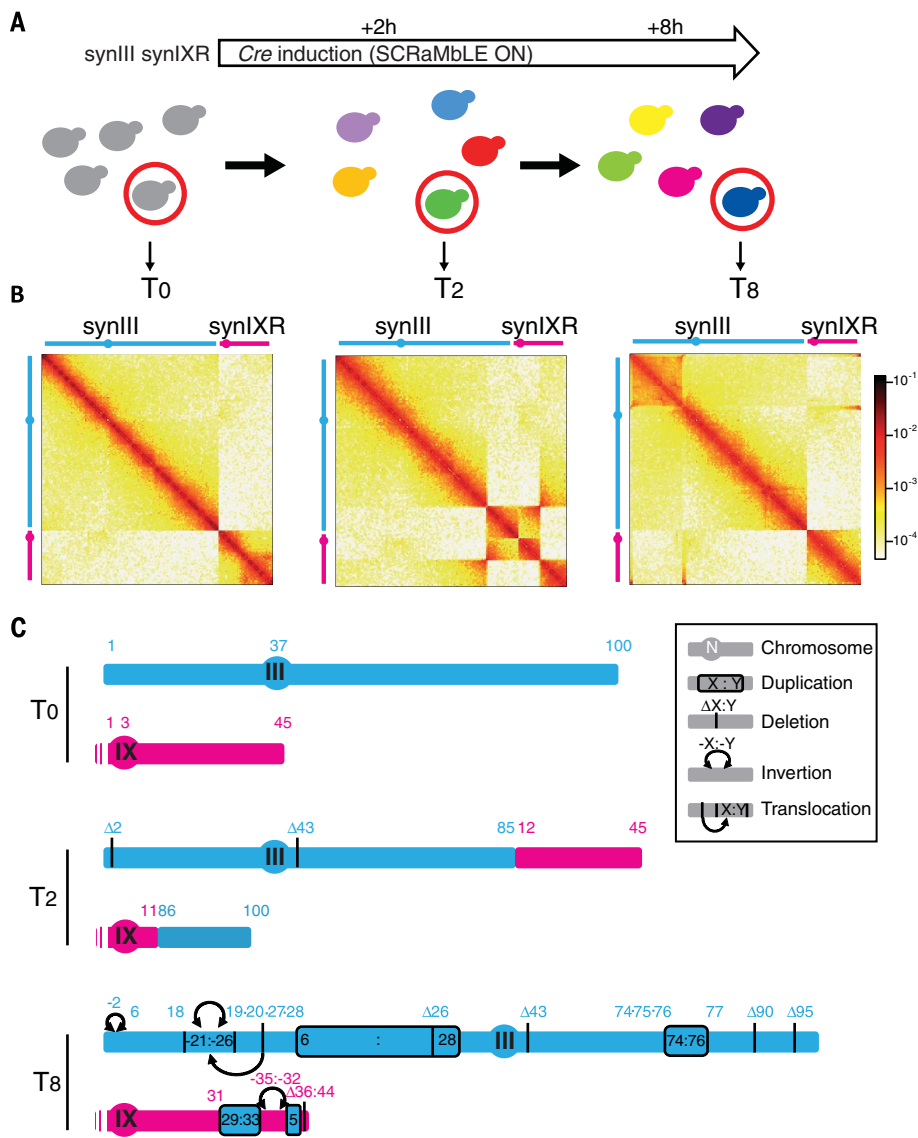 A
+2h
+8h
synIII synIXR
Cre induction (SCRaMbLE ON)
T0
T2
T8
B
synIII
synIXR
synIII
synIXR
synIII
synIXR
10-1
10-2
10-3
10-4
C
1
37
100
III
T0
1 3
45
IX
N
Chromosome
X : Y
Duplication
ΔX:Y
Deletion
-X:-Y
Invertion
X:Y
Translocation
Δ2
Δ43
85
12
45
III
T2
11
86
100
IX
-2
6
18
19·20·27·28
Δ26
Δ43
74·75·76
77
Δ90
Δ95
-21:-26
6
:
28
III
74:76
T8
-35:-32
31
Δ36:44
IX
29:33
5